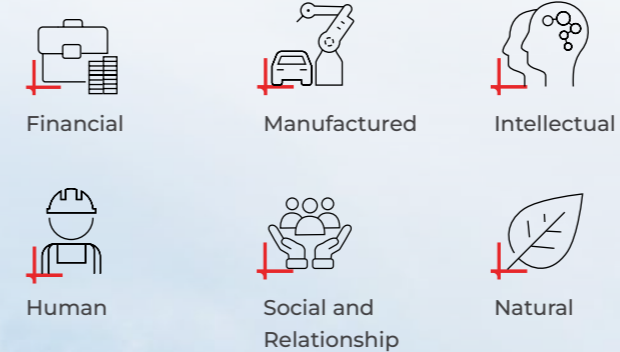 Financial
Manufactured
Intellectual
Human
Social and
Relationship
Natural